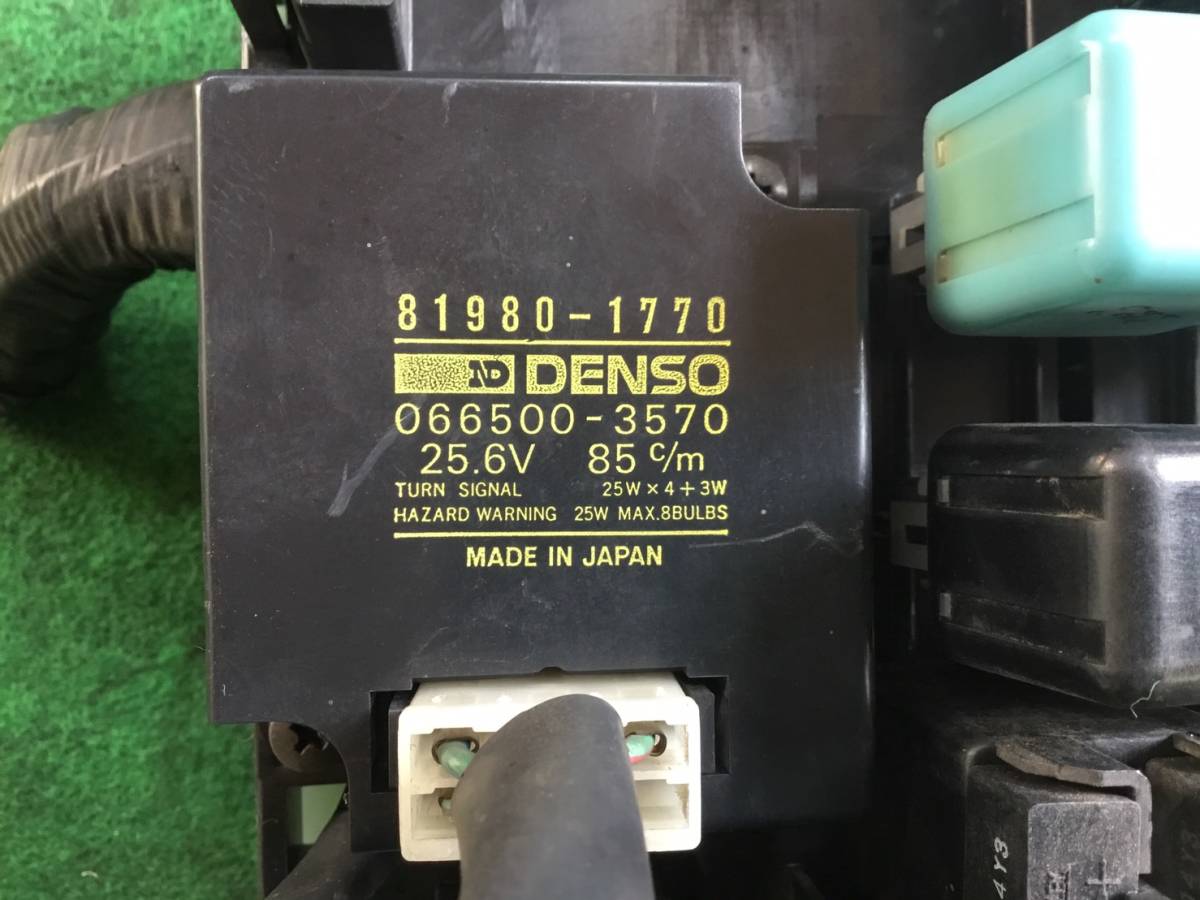 81980-1770
ND DENSO
066500-3570
25.6V 85 c/m
TURN SIGNAL 25W×4+3W
HAZARD WARNING 25W MAX.8BULBS
MADE IN JAPAN
4Y3